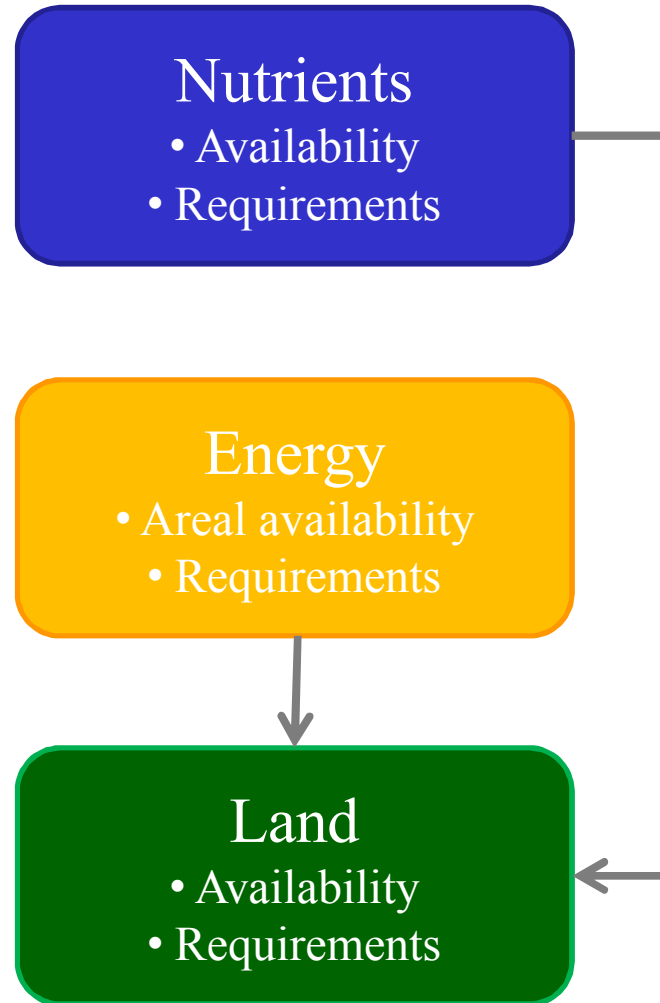 Nutrients
• Availability
• Requirements
Energy
• Areal availability
• Requirements
Land
• Availability
• Requirements